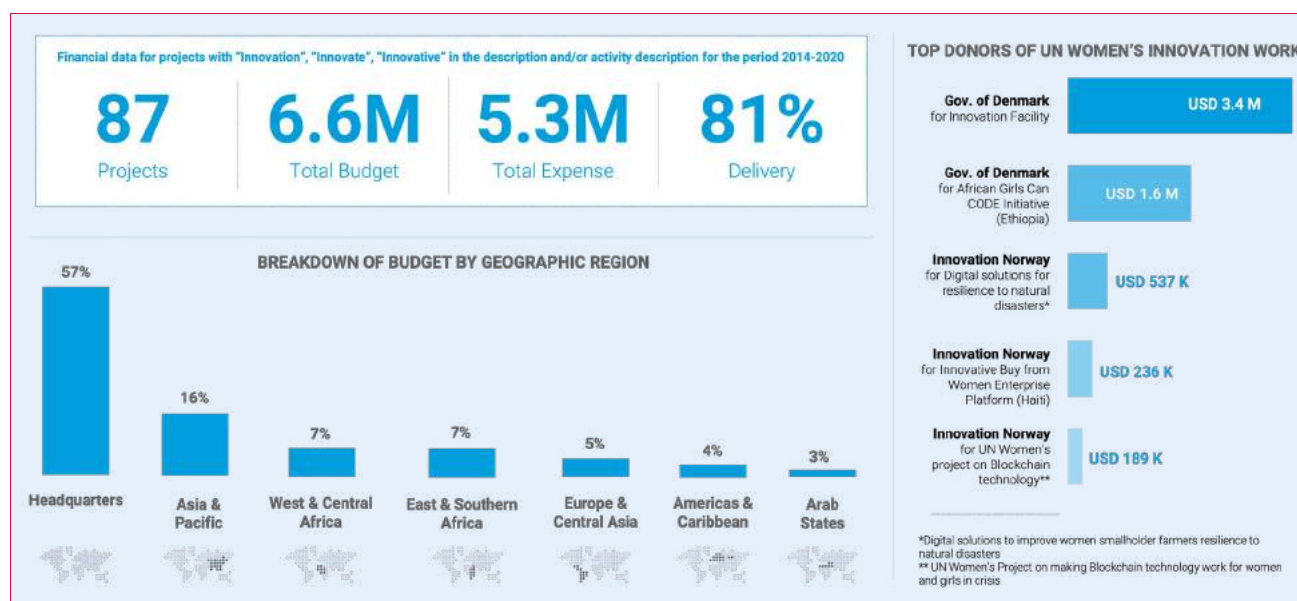 Financial data for projects with "Innovation", "Innovate", "Innovative" in the description and/or activity description for the period 2014-2020
87
Projects
6.6M
Total Budget
5.3M
Total Expense
81%
Delivery
BREAKDOWN OF BUDGET BY GEOGRAPHIC REGION
57%
Headquarters
16%
Asia &
Pacific
7%
West & Central
Africa
7%
East & Southern
Africa
5%
Europe &
Central Asia
4%
Americas &
Caribbean
3%
Arab
States
TOP DONORS OF UN WOMEN'S INNOVATION WORK
Gov. of Denmark
for Innovation Facility
USD 3.4 M
Gov. of Denmark
for African Girls Can
CODE Initiative
(Ethiopia)
USD 1.6 M
Innovation Norway
for Digital solutions for
resilience to natural
disasters*
USD 537 K
Innovation Norway
for Innovative Buy from
Women Enterprise
Platform (Haiti)
USD 236 K
Innovation Norway
for UN Women's
project on Blockchain
technology**
USD 189 K
*Digital solutions to improve women smallholder farmers resilience to
natural disasters
** UN Women's Project on making Blockchain technology work for women
and girls in crisis